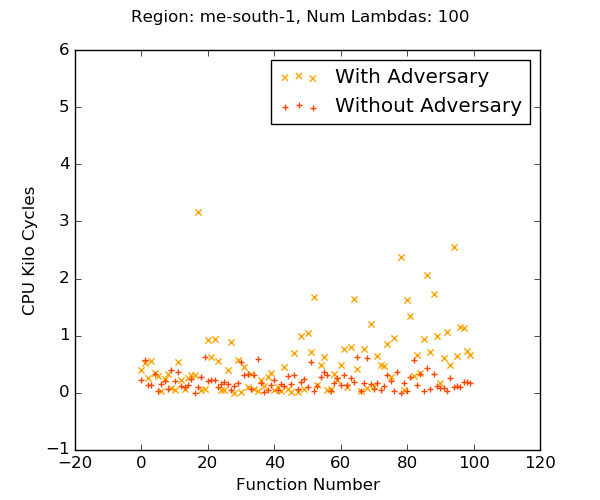 Region: me-south-1, Num Lambdas: 100
6
5
4
3
2
1
0
−1
CPU Kilo Cycles
With Adversary
Without Adversary
−20 0 20 40 60 80 100 120
Function Number